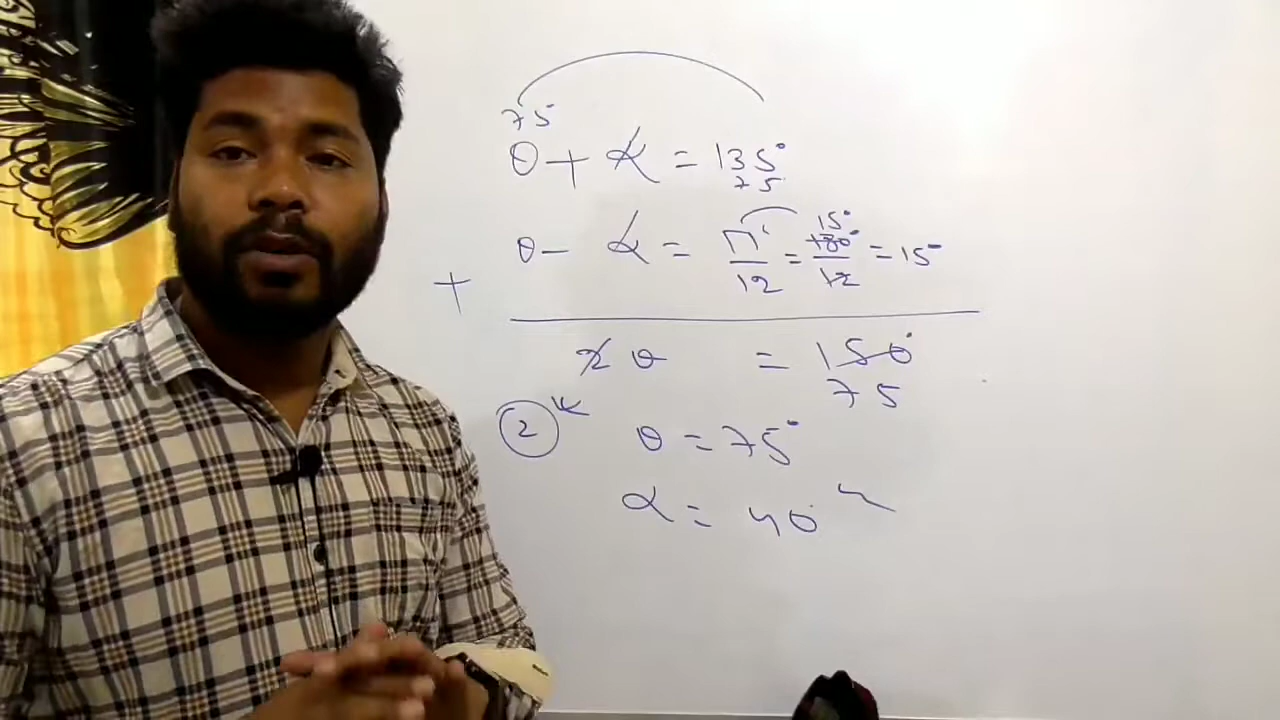 75
θ + α = 135°
75
θ - α = π^c/12 = 180°/12 = 15°
15°
+
2θ = 150°
75
2 θ = 75°
α = 40